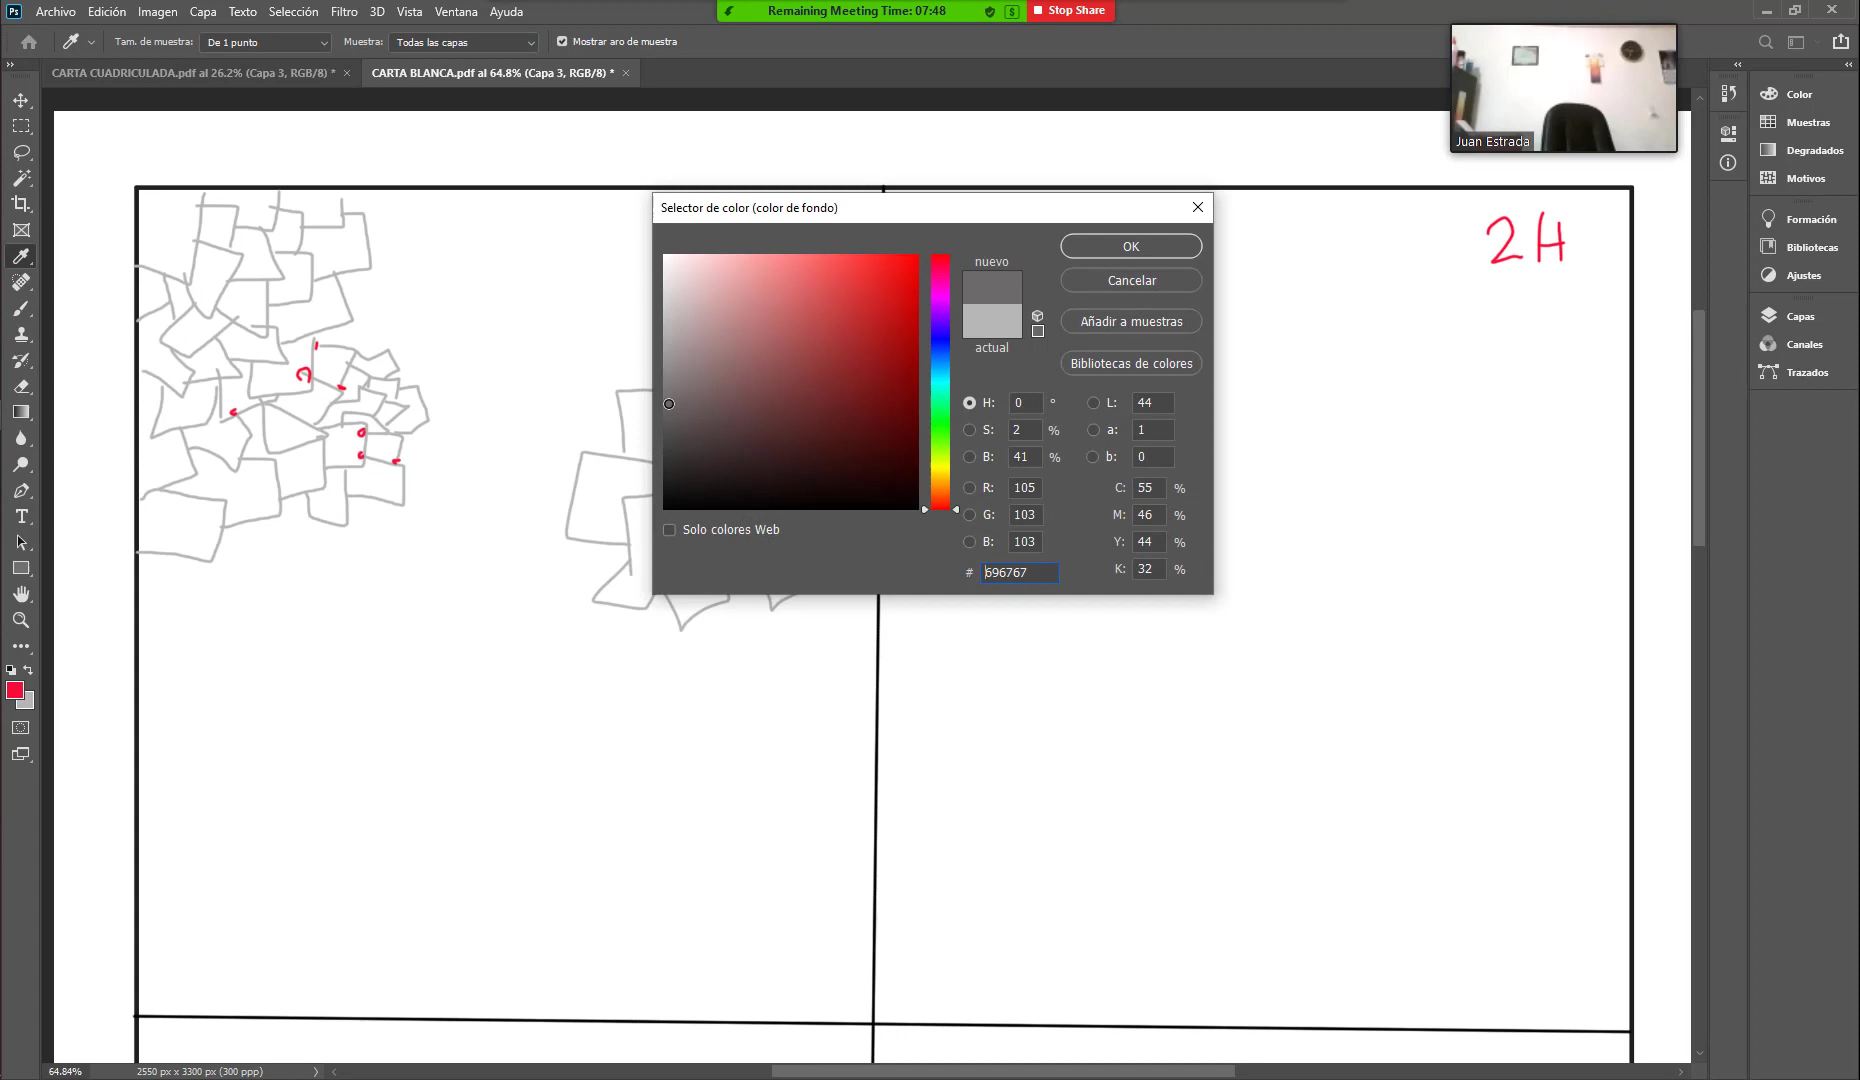 Ps Archivo Edición Imagen Capa Texto Selección Filtro 3D Vista Ventana Ayuda
Remaining Meeting Time: 07:48 $ Stop Share
Tam. de muestra: De 1 punto Muestra: Todas las capas Mostrar aro de muestra
CARTA CUADRICULADA.pdf al 26.2% (Capa 3, RGB/8) * × CARTA BLANCA.pdf al 64.8% (Capa 3, RGB/8) * ×
Juan Estrada
2H
Selector de color (color de fondo)
nuevo
actual
OK
Cancelar
Añadir a muestras
Bibliotecas de colores
H: 0 ° L: 44
S: 2 % a: 1
B: 41 % b: 0
R: 105 C: 55 %
G: 103 M: 46 %
B: 103 Y: 44 %
# 696767 K: 32 %
Solo colores Web
Color
Muestras
Degradados
Motivos
Formación
Bibliotecas
Ajustes
Capas
Canales
Trazados
64.84% 2550 px x 3300 px (300 ppp)